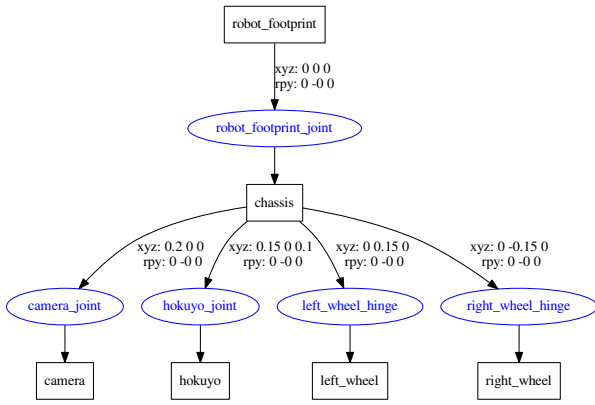 robot_footprint
xyz: 0 0 0
rpy: 0 -0 0
robot_footprint_joint
chassis
xyz: 0.2 0 0
rpy: 0 -0 0
xyz: 0.15 0 0.1
rpy: 0 -0 0
xyz: 0 0.15 0
rpy: 0 -0 0
xyz: 0 -0.15 0
rpy: 0 -0 0
camera_joint
hokuyo_joint
left_wheel_hinge
right_wheel_hinge
camera
hokuyo
left_wheel
right_wheel